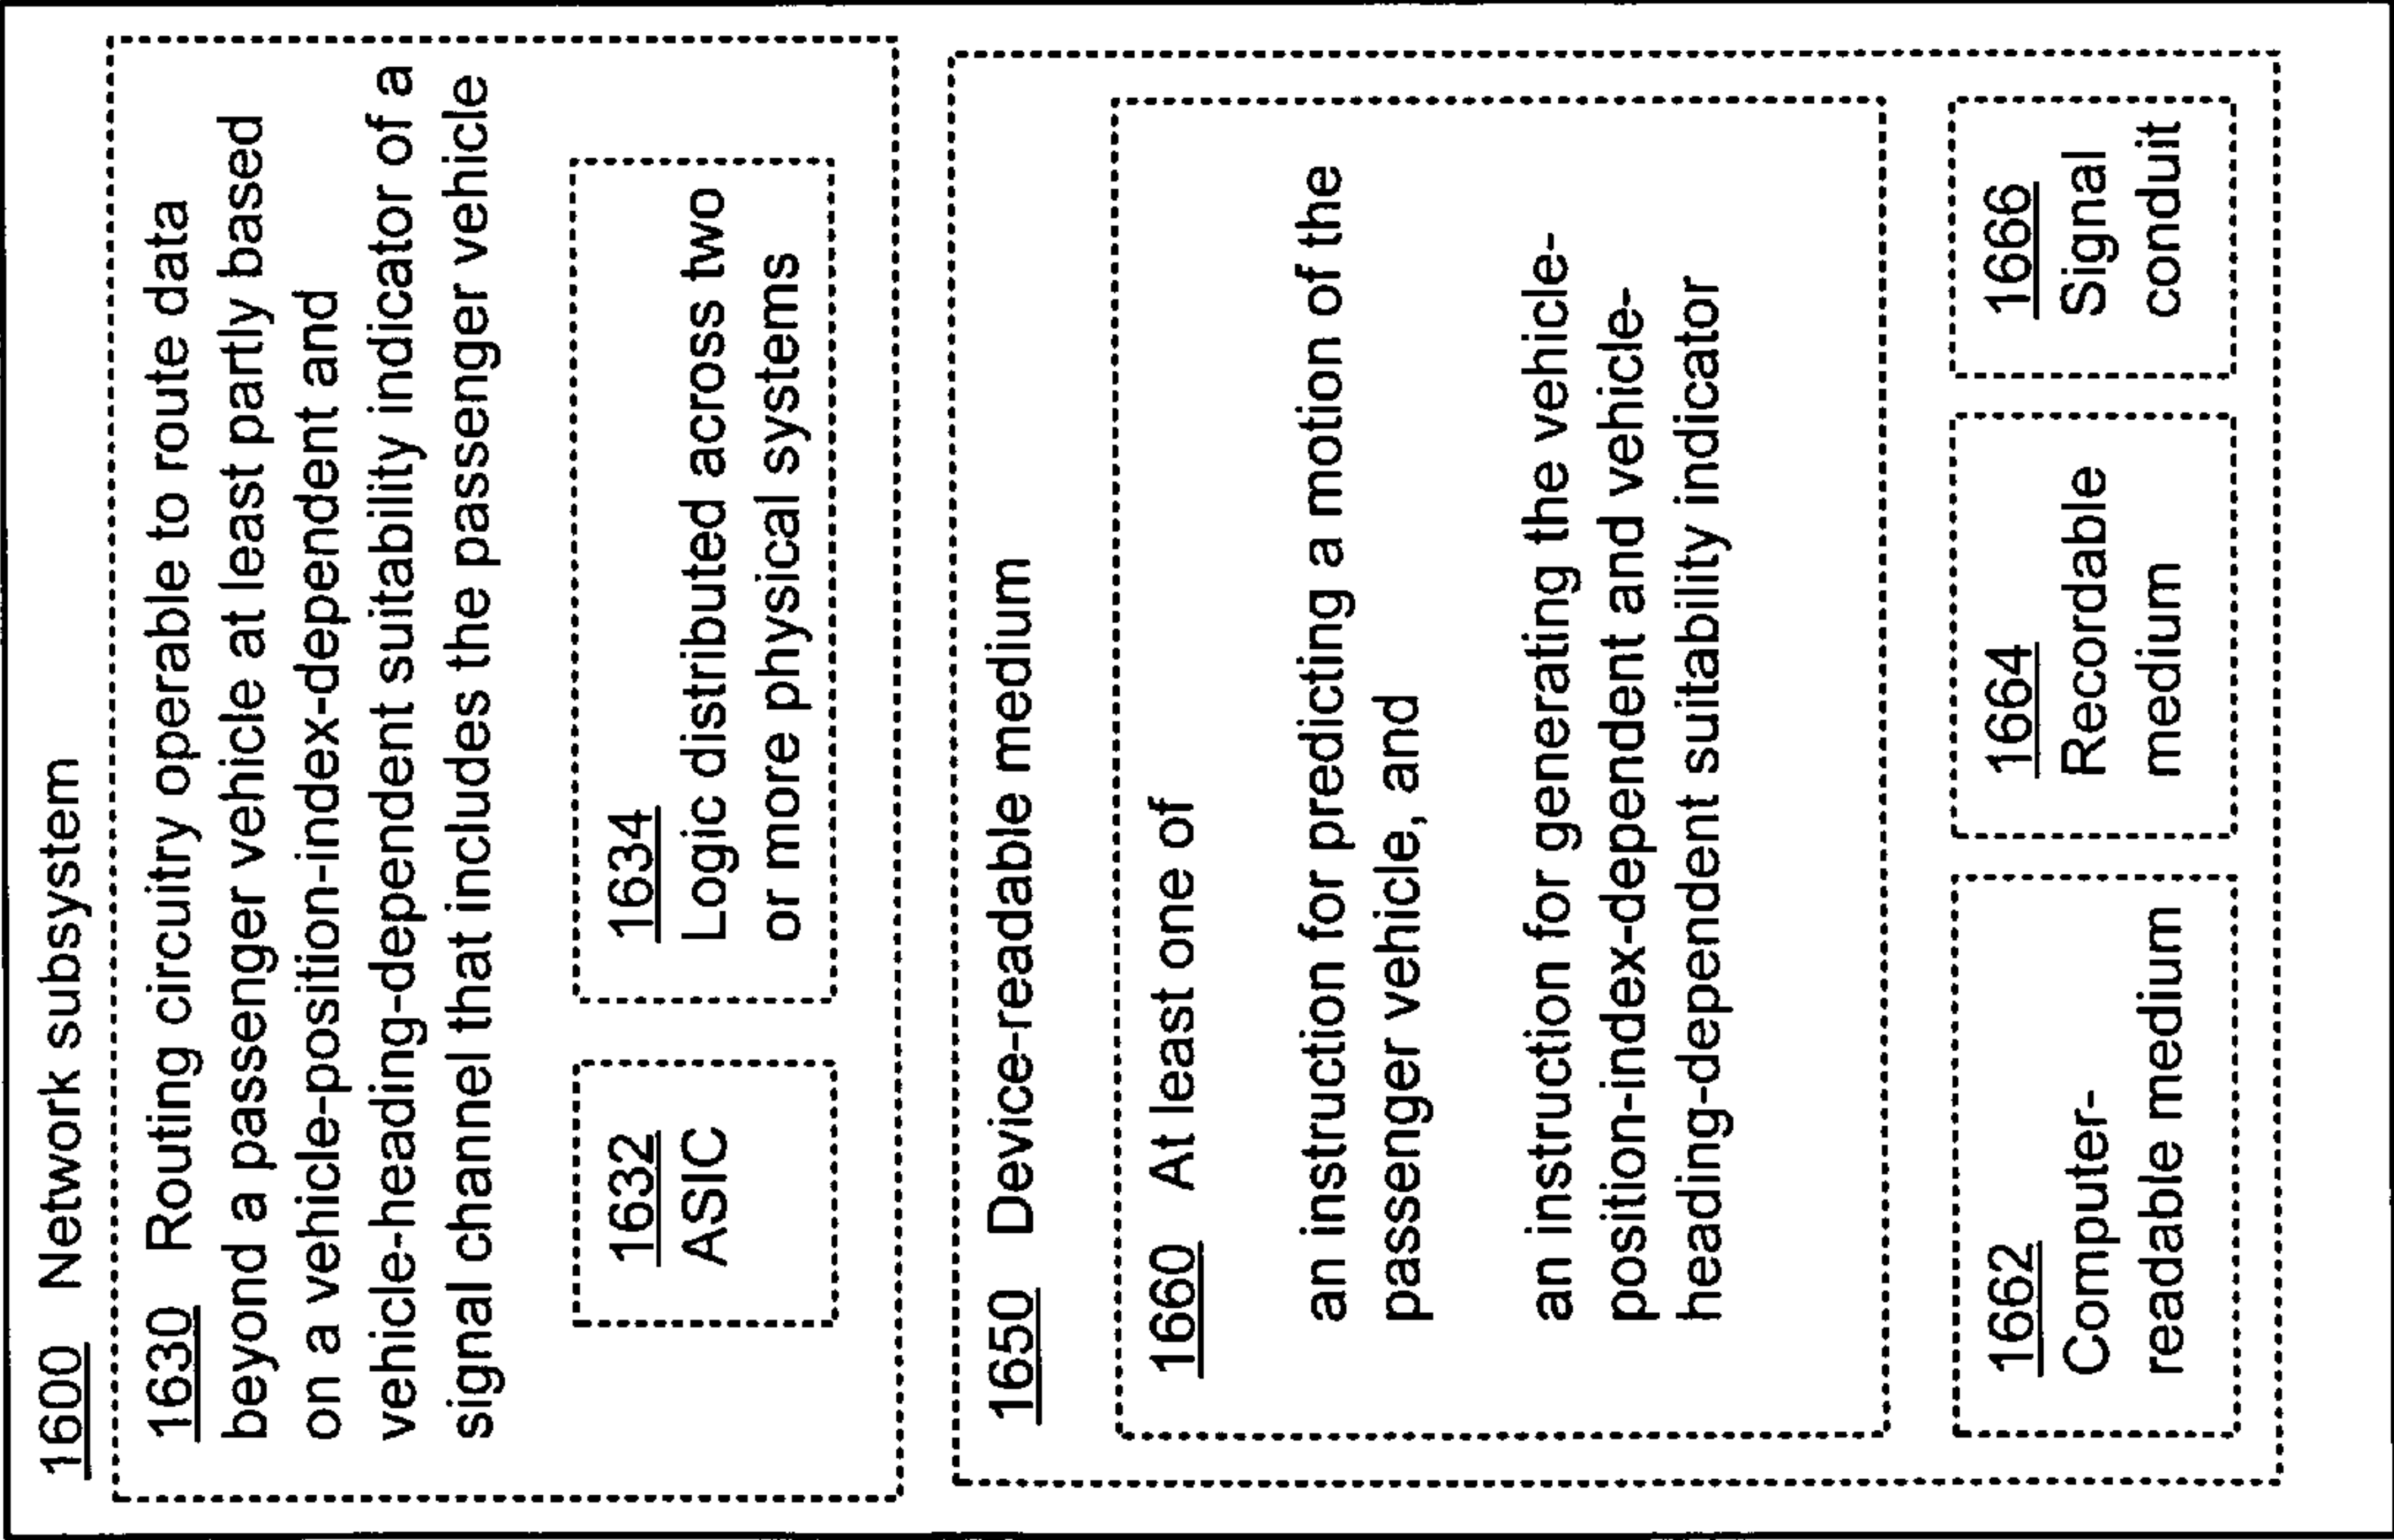 1600 Network subsystem
1630 Routing circuitry operable to route data
beyond a passenger vehicle at least partly based
on a vehicle-position-index-dependent and
vehicle-heading-dependent suitability indicator of a
signal channel that includes the passenger vehicle
1632
ASIC
1634
Logic distributed across two
or more physical systems
1650 Device-readable medium
1660 At least one of
an instruction for predicting a motion of the
passenger vehicle, and
an instruction for generating the vehicle-
position-index-dependent and vehicle-
heading-dependent suitability indicator
1662
Computer-
readable medium
1664
Recordable
medium
1666
Signal
conduit